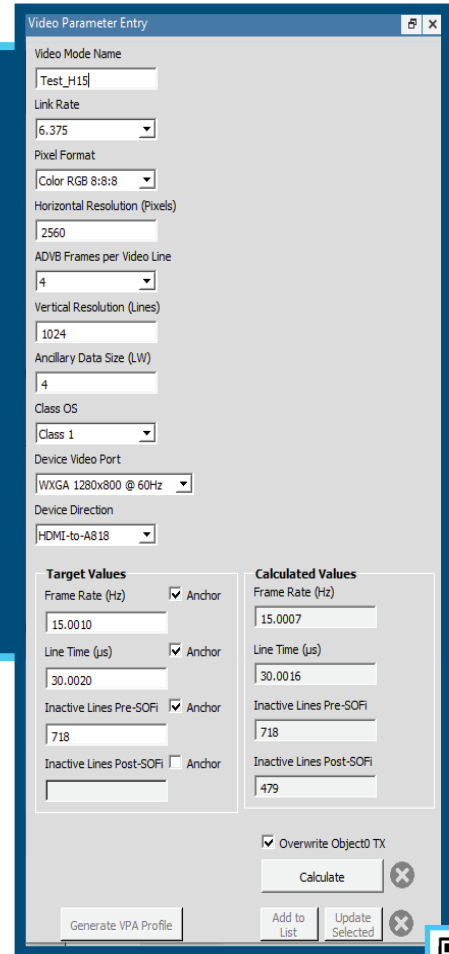 Video Parameter Entry
Video Mode Name
Test_H15
Link Rate
6.375
Pixel Format
Color RGB 8:8:8
Horizontal Resolution (Pixels)
2560
ADVB Frames per Video Line
4
Vertical Resolution (Lines)
1024
Ancillary Data Size (LW)
4
Class OS
Class 1
Device Video Port
WXGA 1280x800 @ 60Hz
Device Direction
HDMI-to-A818
Target Values
Frame Rate (Hz) Anchor
15.0010
Line Time (µs) Anchor
30.0020
Inactive Lines Pre-SOFi Anchor
718
Inactive Lines Post-SOFi Anchor
Calculated Values
Frame Rate (Hz)
15.0007
Line Time (µs)
30.0016
Inactive Lines Pre-SOFi
718
Inactive Lines Post-SOFi
479
Overwrite Object0 TX
Calculate
Generate VPA Profile
Add to
List
Update
Selected